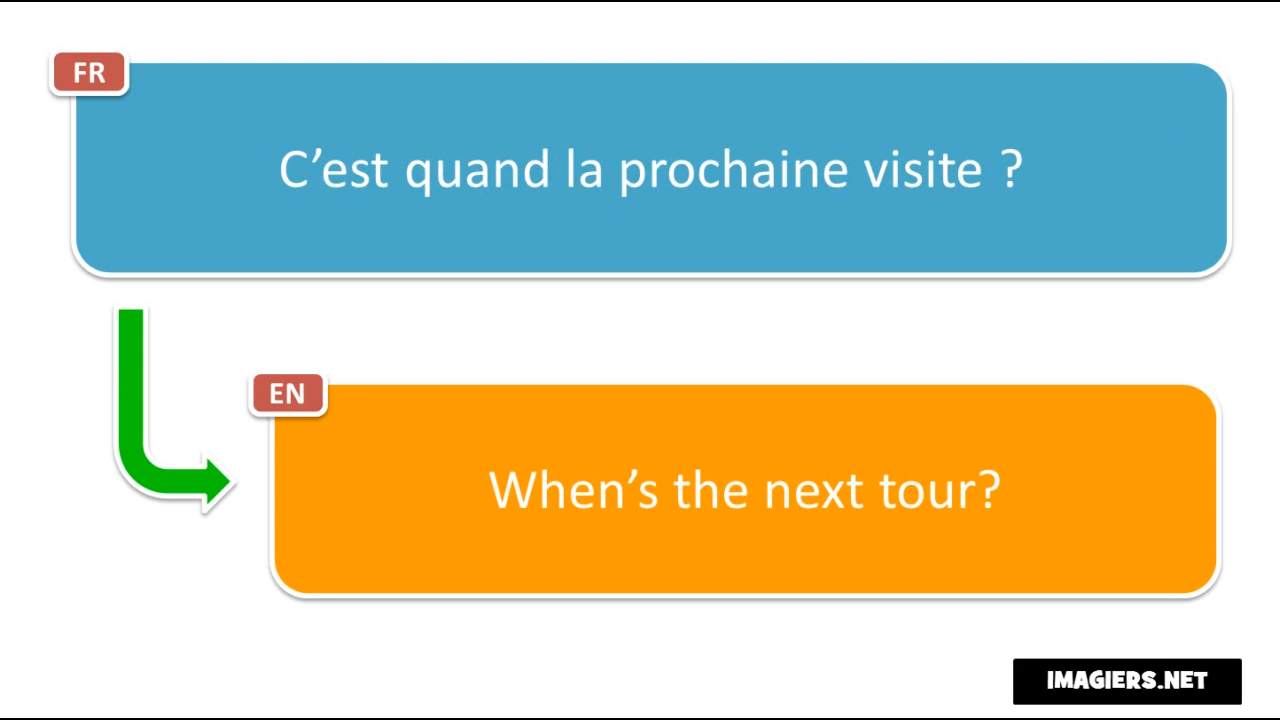 FR
C’est quand la prochaine visite ?
EN
When’s the next tour?
IMAGIERS.NET